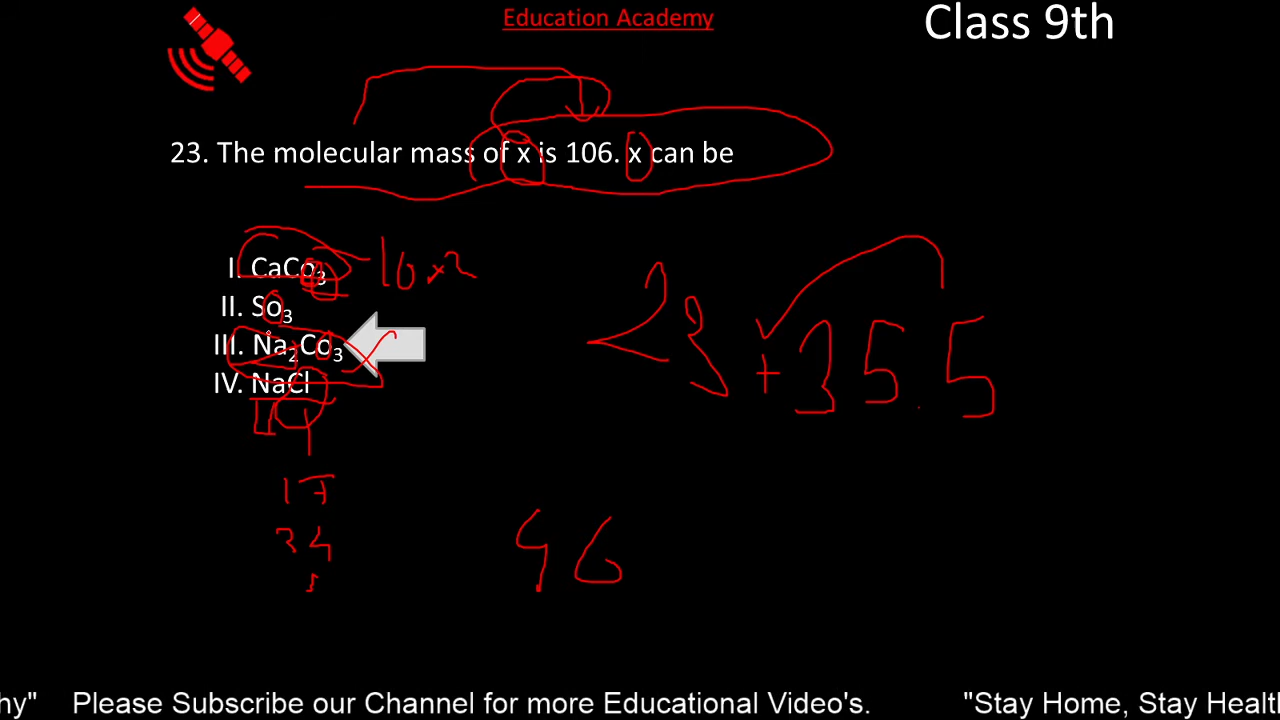 Education Academy
Class 9th
23. The molecular mass of x is 106. x can be
I. CaCo3
16 × 2
II. So3
III. Na2Co3
IV. NaCl
23 + 35.5
11
17
34
46
hy" Please Subscribe our Channel for more Educational Video's. "Stay Home, Stay Healt